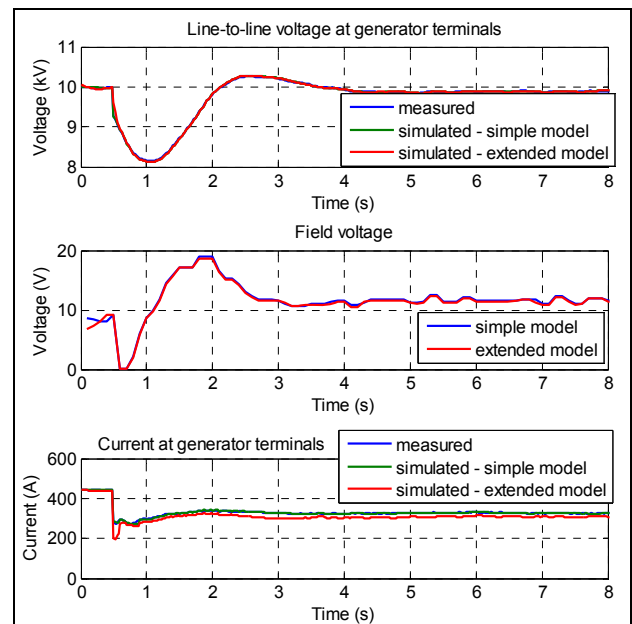 Line-to-line voltage at generator terminals
Voltage (kV)
11
10
9
8
0 1 2 3 4 5 6 7 8
Time (s)
measured
simulated - simple model
simulated - extended model
Field voltage
Voltage (V)
20
10
0
0 1 2 3 4 5 6 7 8
Time (s)
simple model
extended model
Current at generator terminals
Current (A)
600
400
200
0
0 1 2 3 4 5 6 7 8
Time (s)
measured
simulated - simple model
simulated - extended model